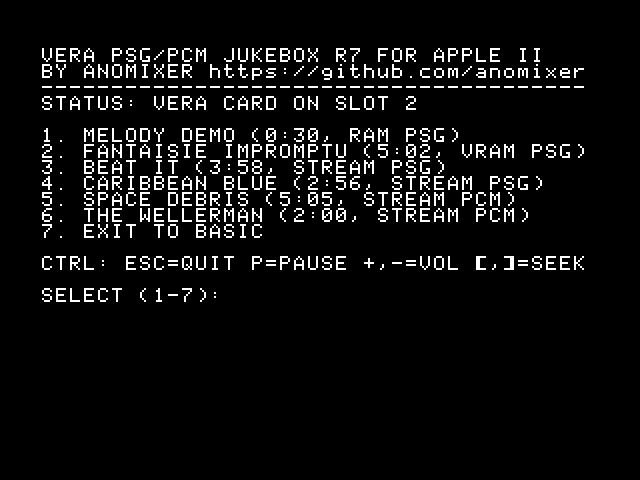 VERA PSG/PCM JUKEBOX R7 FOR APPLE II
BY ANOMIXER https://github.com/anomixer
---------------------------------------
STATUS: VERA CARD ON SLOT 2
1. MELODY DEMO (0:30, RAM PSG)
2. FANTAISIE IMPROMPTU (5:02, VRAM PSG)
3. BEAT IT (3:58, STREAM PSG)
4. CARIBBEAN BLUE (2:56, STREAM PSG)
5. SPACE DEBRIS (5:05, STREAM PCM)
6. THE WELLERMAN (2:00, STREAM PCM)
7. EXIT TO BASIC
CTRL: ESC=QUIT P=PAUSE +,-=VOL [,]=SEEK
SELECT (1-7):